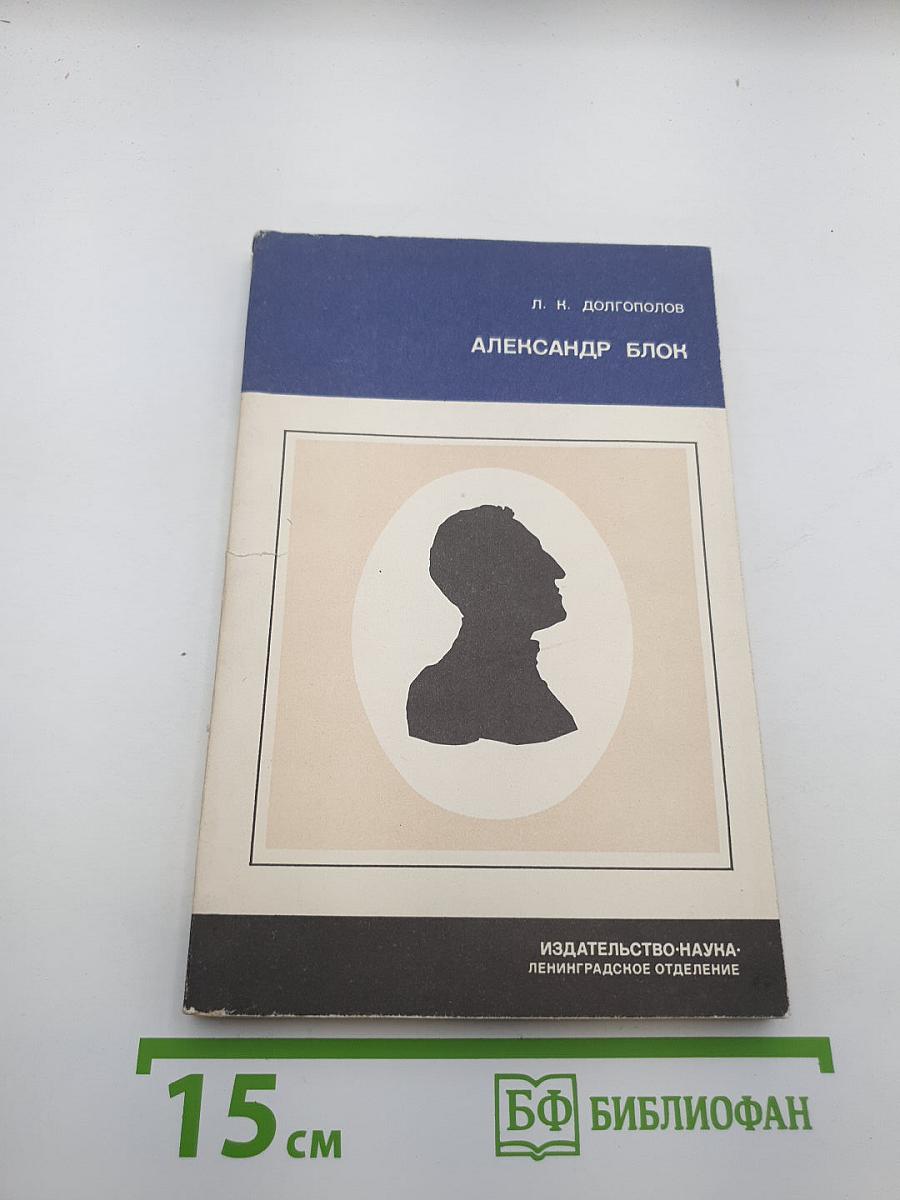 Л. К. ДОЛГОПОЛОВ
АЛЕКСАНДР БЛОК
ИЗДАТЕЛЬСТВО·НАУКА·
ЛЕНИНГРАДСКОЕ ОТДЕЛЕНИЕ
15 см
БФ БИБЛИОФАН